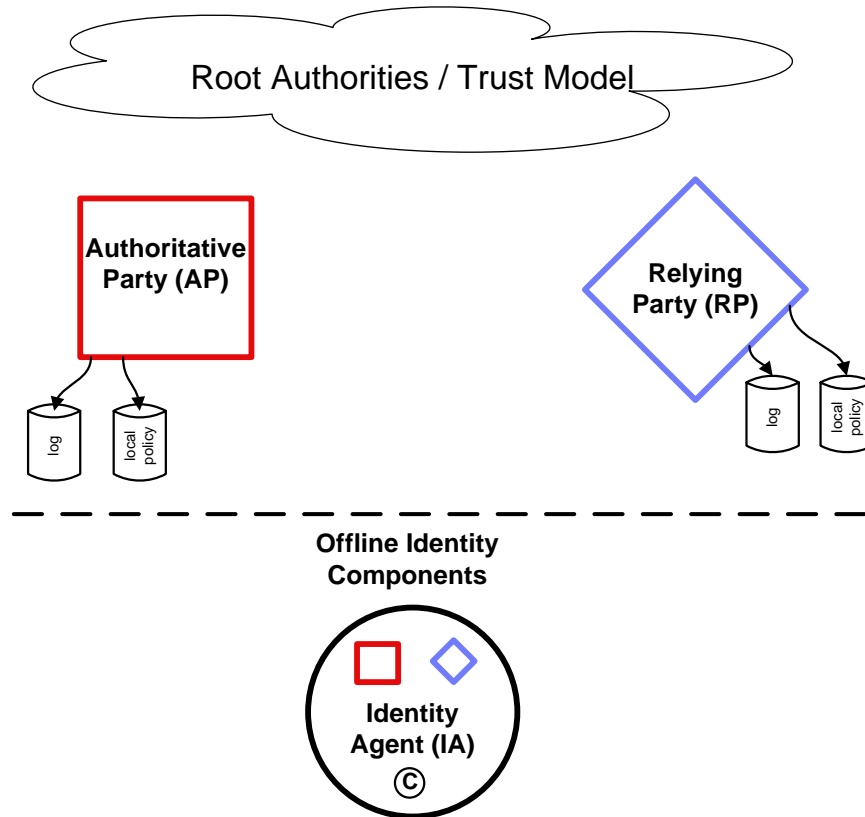 Root Authorities / Trust Model
Authoritative
Party (AP)
Relying
Party (RP)
log
local
policy
log
local
policy
Offline Identity
Components
Identity
Agent (IA)
©